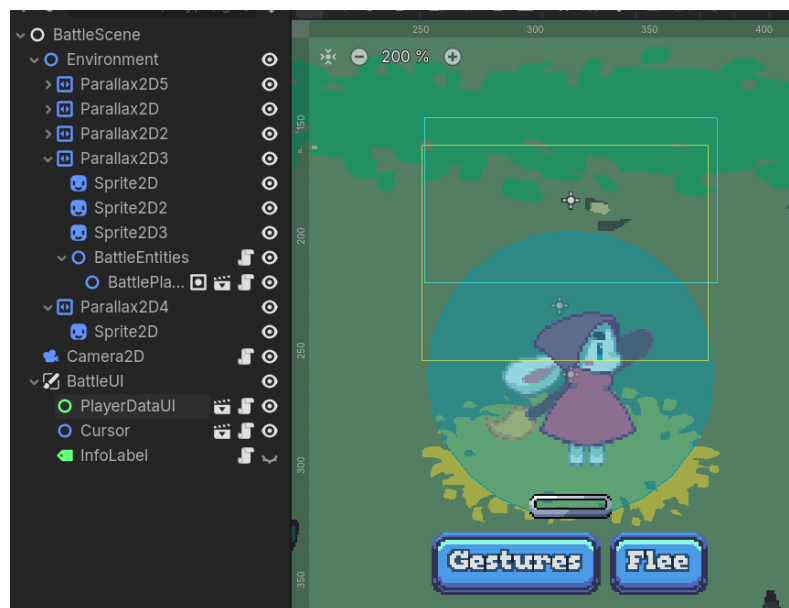 BattleScene
Environment
Parallax2D5
Parallax2D
Parallax2D2
Parallax2D3
Sprite2D
Sprite2D2
Sprite2D3
BattleEntities
BattlePla...
Parallax2D4
Sprite2D
Camera2D
BattleUI
PlayerDataUI
Cursor
InfoLabel
250 300 350 400
200 %
150
200
250
300
350
Gestures
Flee